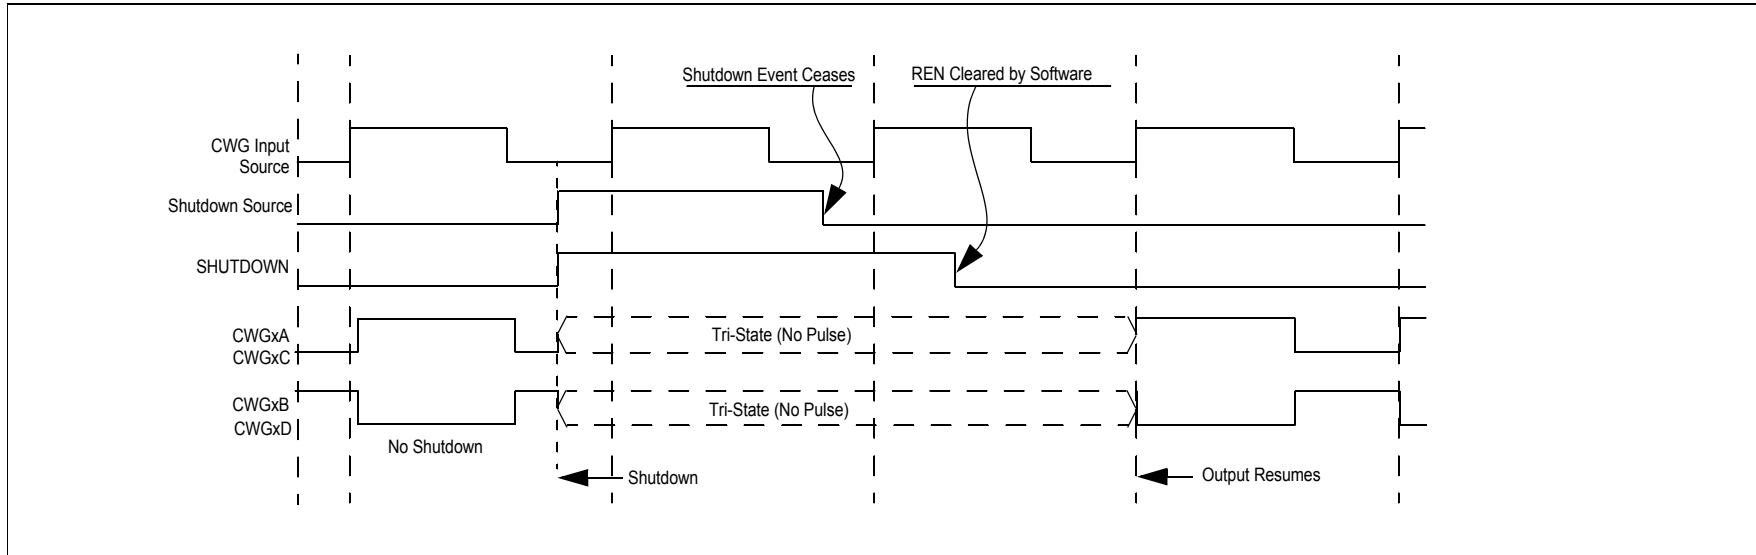 Shutdown Event Ceases
REN Cleared by Software
CWG Input
Source
Shutdown Source
SHUTDOWN
CWGxA
CWGxC
Tri-State (No Pulse)
CWGxB
CWGxD
Tri-State (No Pulse)
No Shutdown
Shutdown
Output Resumes